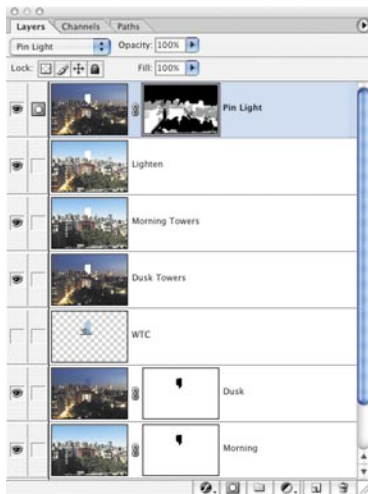 Layers Channels Paths
Pin Light Opacity: 100%
Lock: Fill: 100%
Pin Light
Lighten
Morning Towers
Dusk Towers
WTC
Dusk
Morning